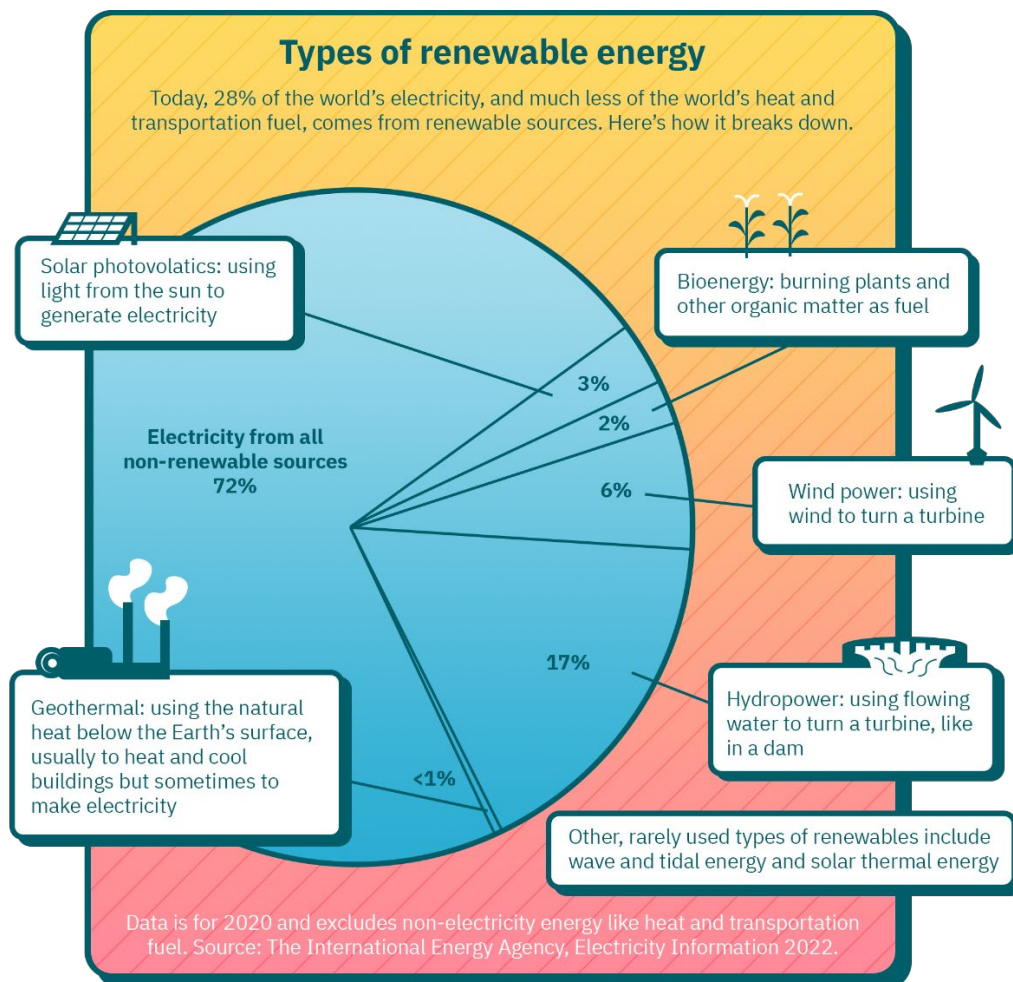 Types of renewable energy
Today, 28% of the world's electricity, and much less of the world's heat and
transportation fuel, comes from renewable sources. Here's how it breaks down.
Solar photovolatics: using
light from the sun to
generate electricity
Bioenergy: burning plants and
other organic matter as fuel
3%
2%
Electricity from all
non-renewable sources
72%
6%
Wind power: using
wind to turn a turbine
17%
Hydropower: using flowing
water to turn a turbine, like
in a dam
Geothermal: using the natural
heat below the Earth's surface,
usually to heat and cool
buildings but sometimes to
make electricity
<1%
Other, rarely used types of renewables include
wave and tidal energy and solar thermal energy
Data is for 2020 and excludes non-electricity energy like heat and transportation
fuel. Source: The International Energy Agency, Electricity Information 2022.